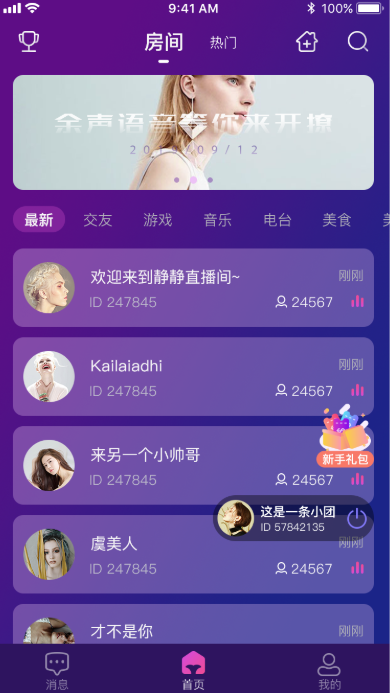 9:41 AM
100%
房间
热门
余声语音等你来开撩
2019/09/12
最新
交友
游戏
音乐
电台
美食
欢迎来到静静直播间~
刚刚
ID 247845
24567
Kailaiadhi
刚刚
ID 247845
24567
来另一个小帅哥
新手礼包
ID 247845
24567
这是一条小团
ID 57842135
虞美人
刚刚
ID 247845
24567
才不是你
刚刚
消息
首页
我的